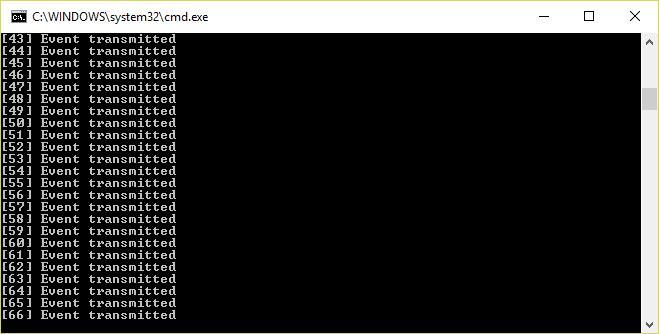 C:\WINDOWS\system32\cmd.exe
[43] Event transmitted
[44] Event transmitted
[45] Event transmitted
[46] Event transmitted
[47] Event transmitted
[48] Event transmitted
[49] Event transmitted
[50] Event transmitted
[51] Event transmitted
[52] Event transmitted
[53] Event transmitted
[54] Event transmitted
[55] Event transmitted
[56] Event transmitted
[57] Event transmitted
[58] Event transmitted
[59] Event transmitted
[60] Event transmitted
[61] Event transmitted
[62] Event transmitted
[63] Event transmitted
[64] Event transmitted
[65] Event transmitted
[66] Event transmitted